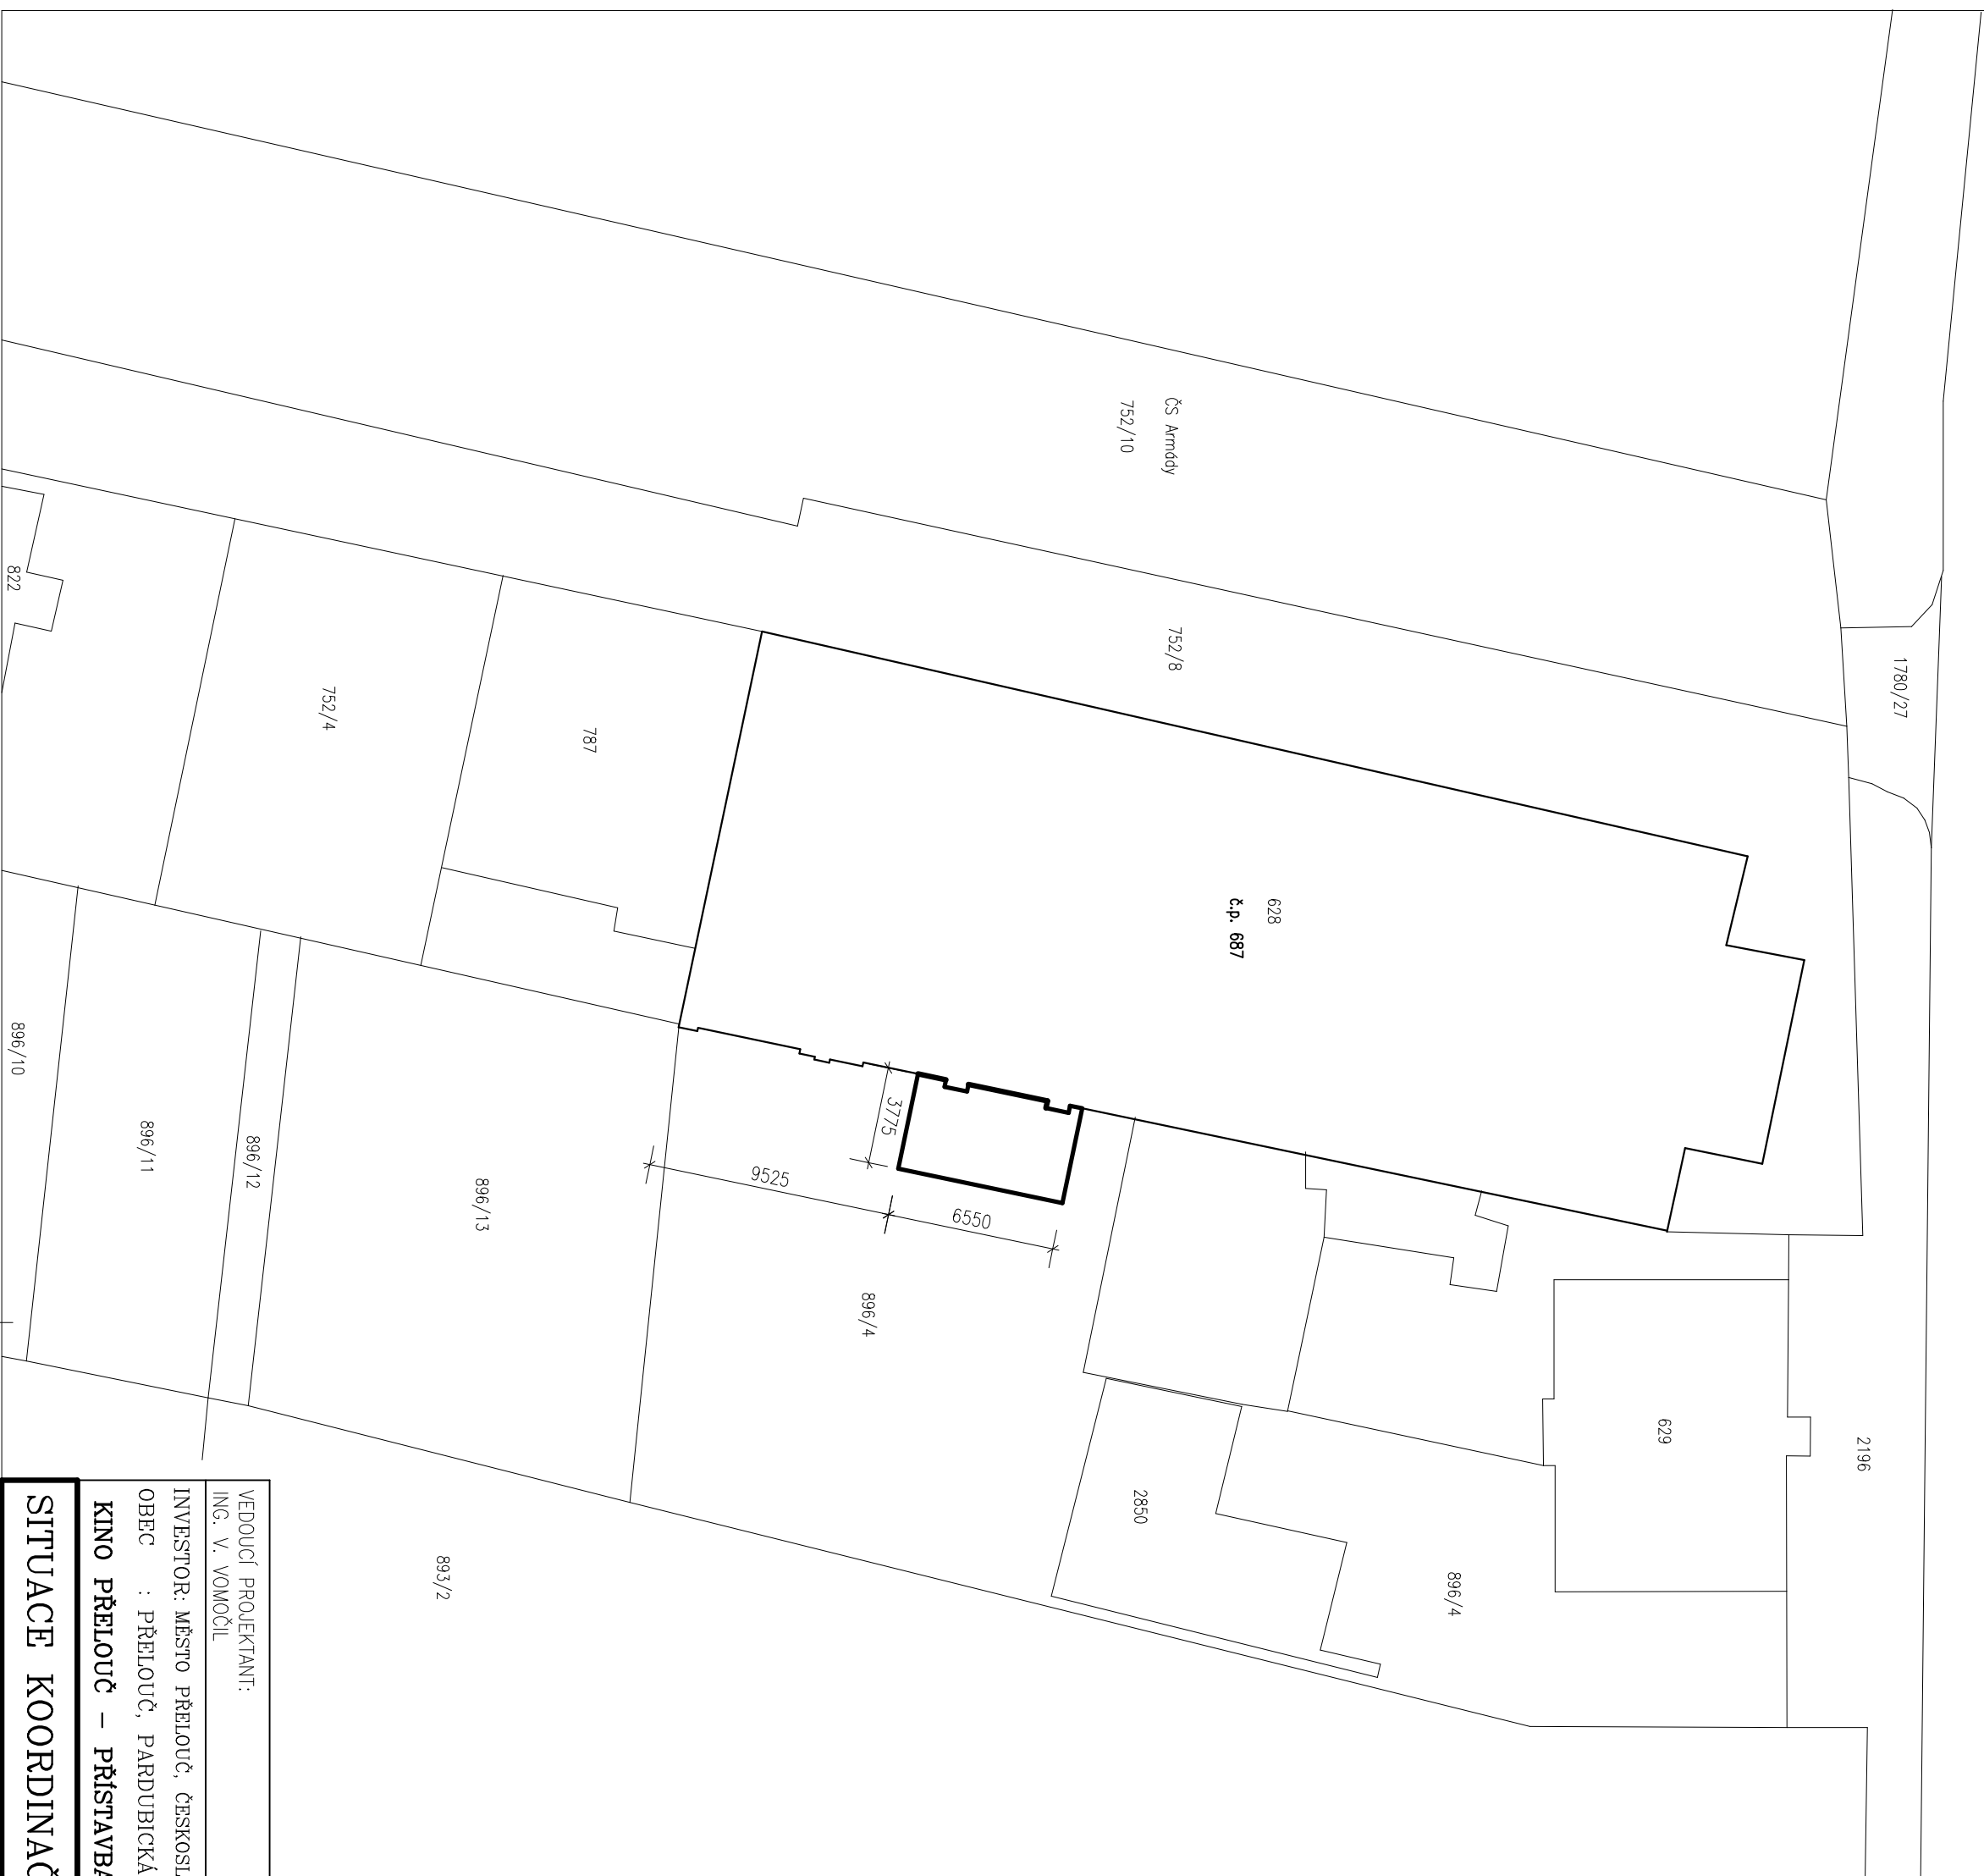 ČS Armády
752/10
1780/27
752/8
822
752/4
787
628
č.p. 687
896/10
896/11
896/12
896/13
3775
9525
6550
896/4
629
2196
2850
896/4
893/2
VEDOUCÍ PROJEKTANT:
ING. V. VOMOČIL
INVESTOR: MĚSTO PŘELOUČ, ČESKOSL
OBEC : PŘELOUČ, PARDUBICKÁ
KINO PŘELOUČ – PŘÍSTAVBA
SITUACE KOORDINAČ